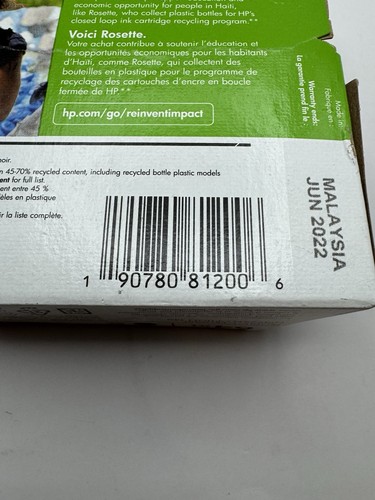 economic opportunity for people in Haiti,
like Rosette, who collect plastic bottles for HP's
closed loop ink cartridge recycling program.**
Voici Rosette.
Votre achat contribue à soutenir l'éducation et
les opportunités économiques pour les habitants
d'Haïti, comme Rosette, qui collectent des
bouteilles en plastique pour le programme de
recyclage des cartouches d'encre en boucle
fermée de HP.**
hp.com/go/reinventimpact
noir.
n 45-70% recycled content, including recycled bottle plastic models
ent for full list.
ent entre 45 %
èles en plastique
ir la liste complète.
1 90780 81200 6
Made in
Fabriqué en :
Warranty ends:
La garantie prend fin le :
MALAYSIA
JUN 2022